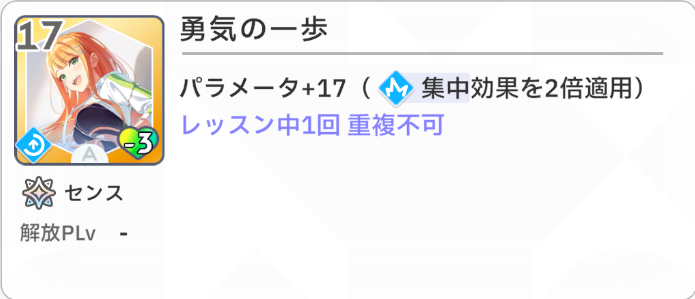 17
勇気の一歩
パラメータ+17（ 集中効果を2倍適用）
レッスン中1回 重複不可
A
-3
センス
解放PLv -